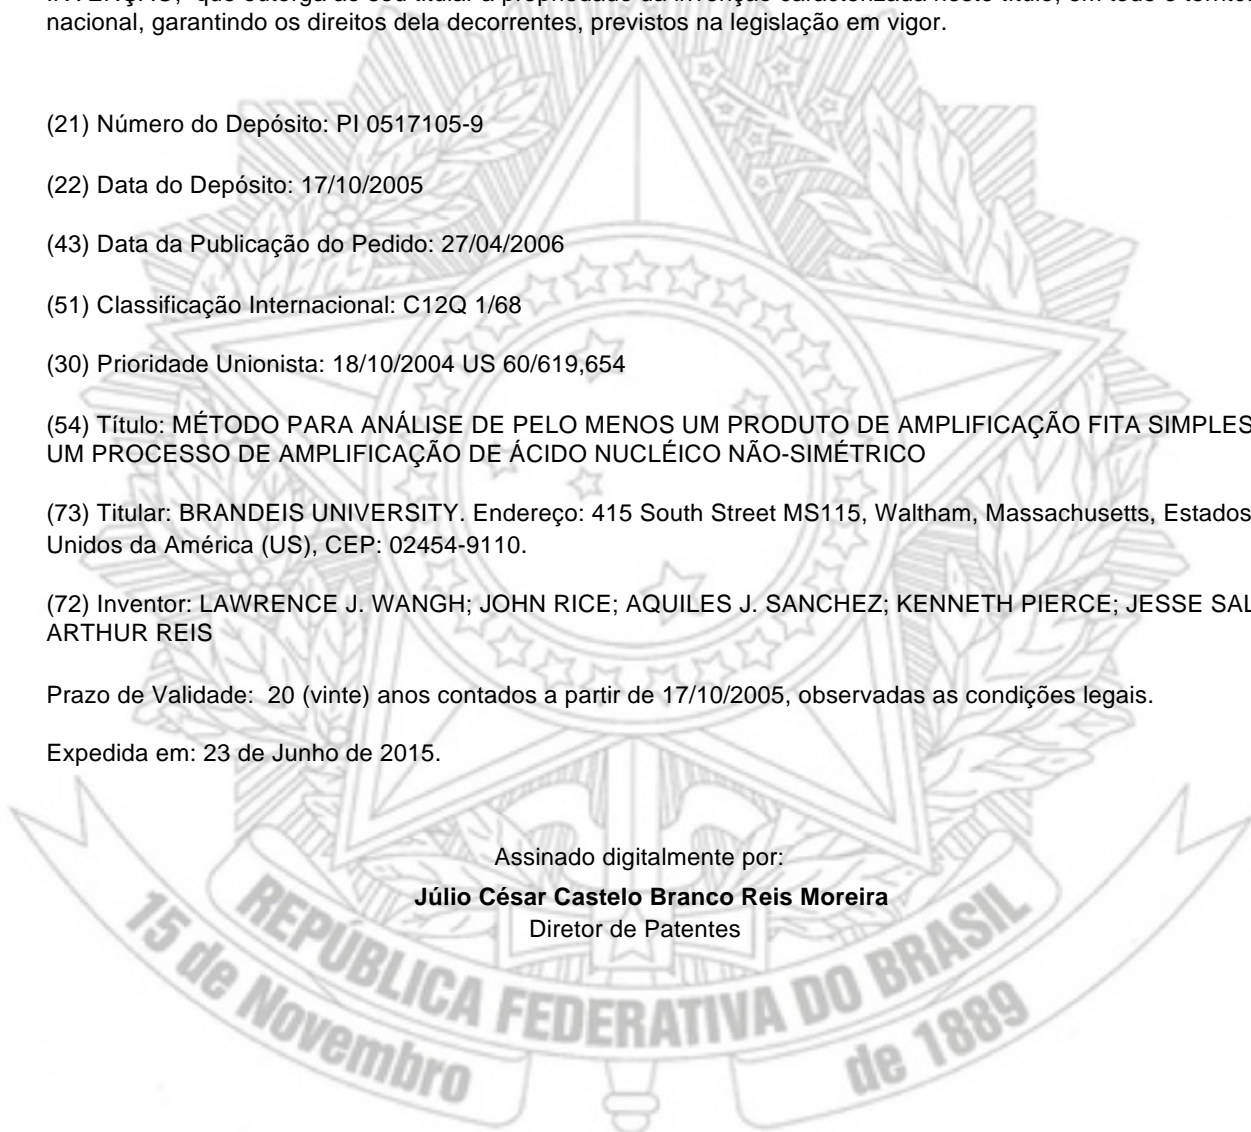 nacional, garantindo os direitos dela decorrentes, previstos na legislação em vigor.
(21) Número do Depósito: PI 0517105-9
(22) Data do Depósito: 17/10/2005
(43) Data da Publicação do Pedido: 27/04/2006
(51) Classificação Internacional: C12Q 1/68
(30) Prioridade Unionista: 18/10/2004 US 60/619,654
(54) Título: MÉTODO PARA ANÁLISE DE PELO MENOS UM PRODUTO DE AMPLIFICAÇÃO FITA SIMPLES
UM PROCESSO DE AMPLIFICAÇÃO DE ÁCIDO NUCLÉICO NÃO-SIMÉTRICO
(73) Titular: BRANDEIS UNIVERSITY. Endereço: 415 South Street MS115, Waltham, Massachusetts, Estados
Unidos da América (US), CEP: 02454-9110.
(72) Inventor: LAWRENCE J. WANGH; JOHN RICE; AQUILES J. SANCHEZ; KENNETH PIERCE; JESSE
ARTHUR REIS
Prazo de Validade: 20 (vinte) anos contados a partir de 17/10/2005, observadas as condições legais.
Expedida em: 23 de Junho de 2015.
Assinado digitalmente por:
Júlio César Castelo Branco Reis Moreira
Diretor de Patentes
REPÚBLICA FEDERATIVA DO BRASIL
15 de Novembro
de 1889